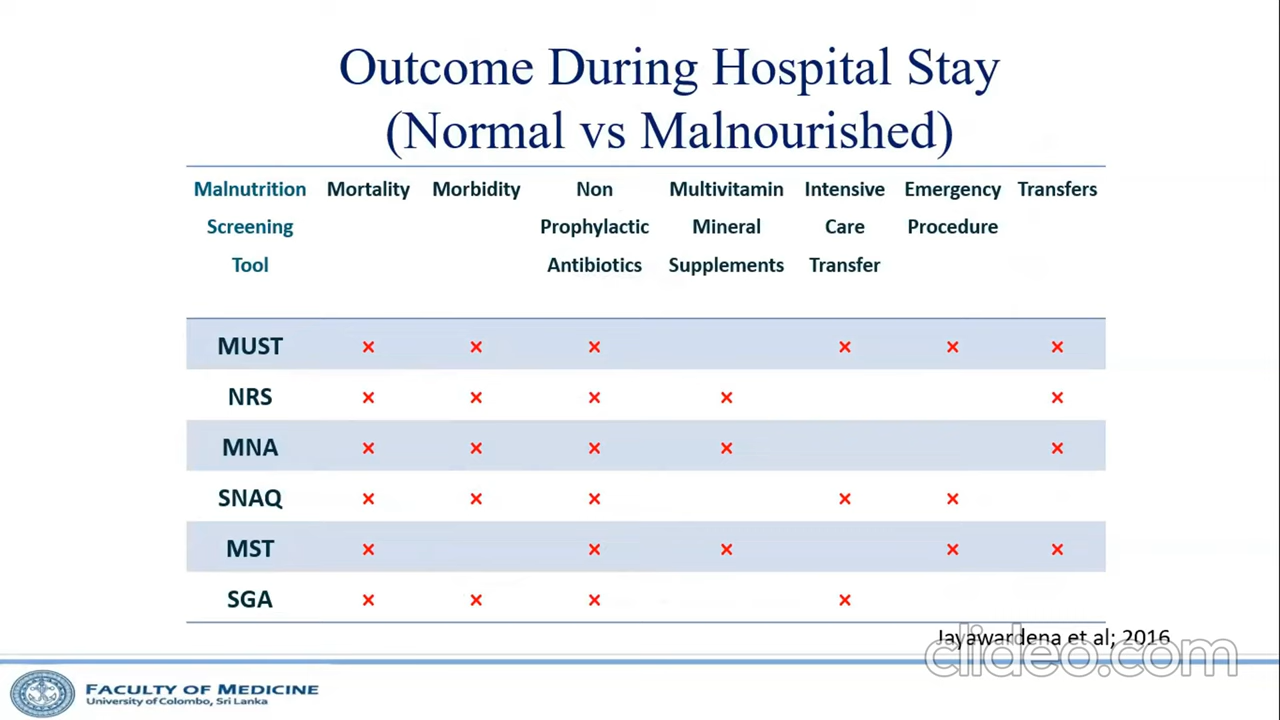 Outcome During Hospital Stay
(Normal vs Malnourished)
Malnutrition Mortality Morbidity Non Multivitamin Intensive Emergency Transfers
Screening Prophylactic Mineral Care Procedure
Tool Antibiotics Supplements Transfer
MUST × × × × × ×
NRS × × × × ×
MNA × × × × ×
SNAQ × × × × ×
MST × × × × ×
SGA × × × ×
Jayawardena et al; 2016
clideo.com
FACULTY OF MEDICINE
University of Colombo, Sri Lanka